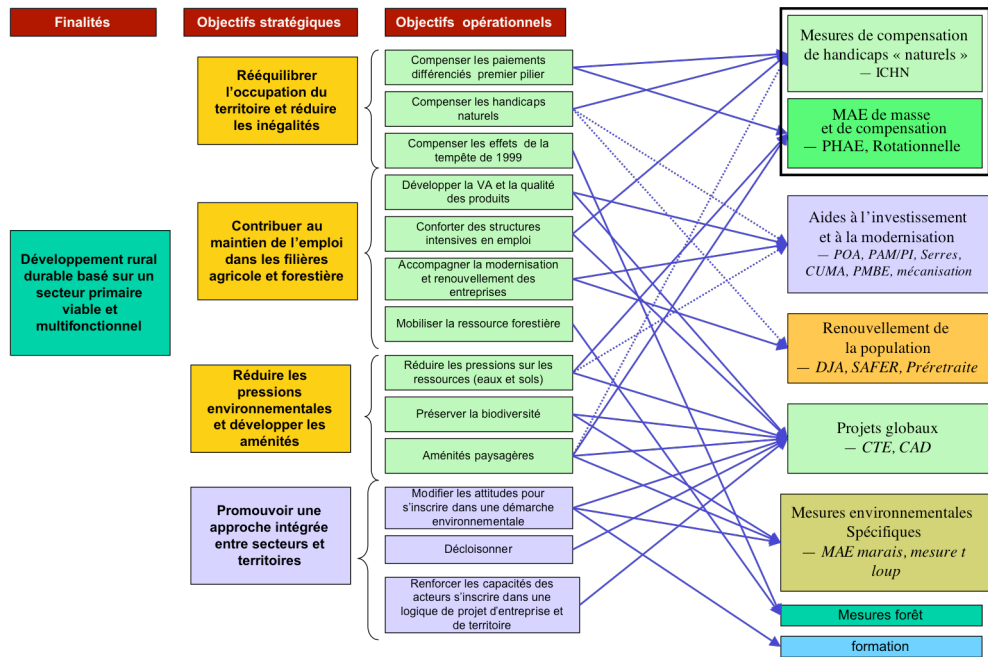 Finalités
Objectifs stratégiques
Objectifs opérationnels
Développement rural
durable basé sur un
secteur primaire
viable et
multifonctionnel
Rééquilibrer
l’occupation du
territoire et réduire
les inégalités
Contribuer au
maintien de l’emploi
dans les filières
agricole et forestière
Réduire les
pressions
environnementales
et développer les
aménités
Promouvoir une
approche intégrée
entre secteurs et
territoires
Compenser les paiements
différenciés premier pilier
Compenser les handicaps
naturels
Compenser les effets de la
tempête de 1999
Développer la VA et la qualité
des produits
Conforter des structures
intensives en emploi
Accompagner la modernisation
et renouvellement des
entreprises
Mobiliser la ressource forestière
Réduire les pressions sur les
ressources (eaux et sols)
Préserver la biodiversité
Aménités paysagères
Modifier les attitudes pour
s’inscrire dans une démarche
environnementale
Décloisonner
Renforcer les capacités des
acteurs s’inscrire dans une
logique de projet d’entreprise et
de territoire
Mesures de compensation
de handicaps « naturels »
— ICHN
MAE de masse
et de compensation
— PHAE, Rotationnelle
Aides à l’investissement
et à la modernisation
— POA, PAM/PI, Serres,
CUMA, PMBE, mécanisation
Renouvellement de
la population
— DJA, SAFER, Préretraite
Projets globaux
— CTE, CAD
Mesures environnementales
Spécifiques
— MAE marais, mesure t
loup
Mesures forêt
formation